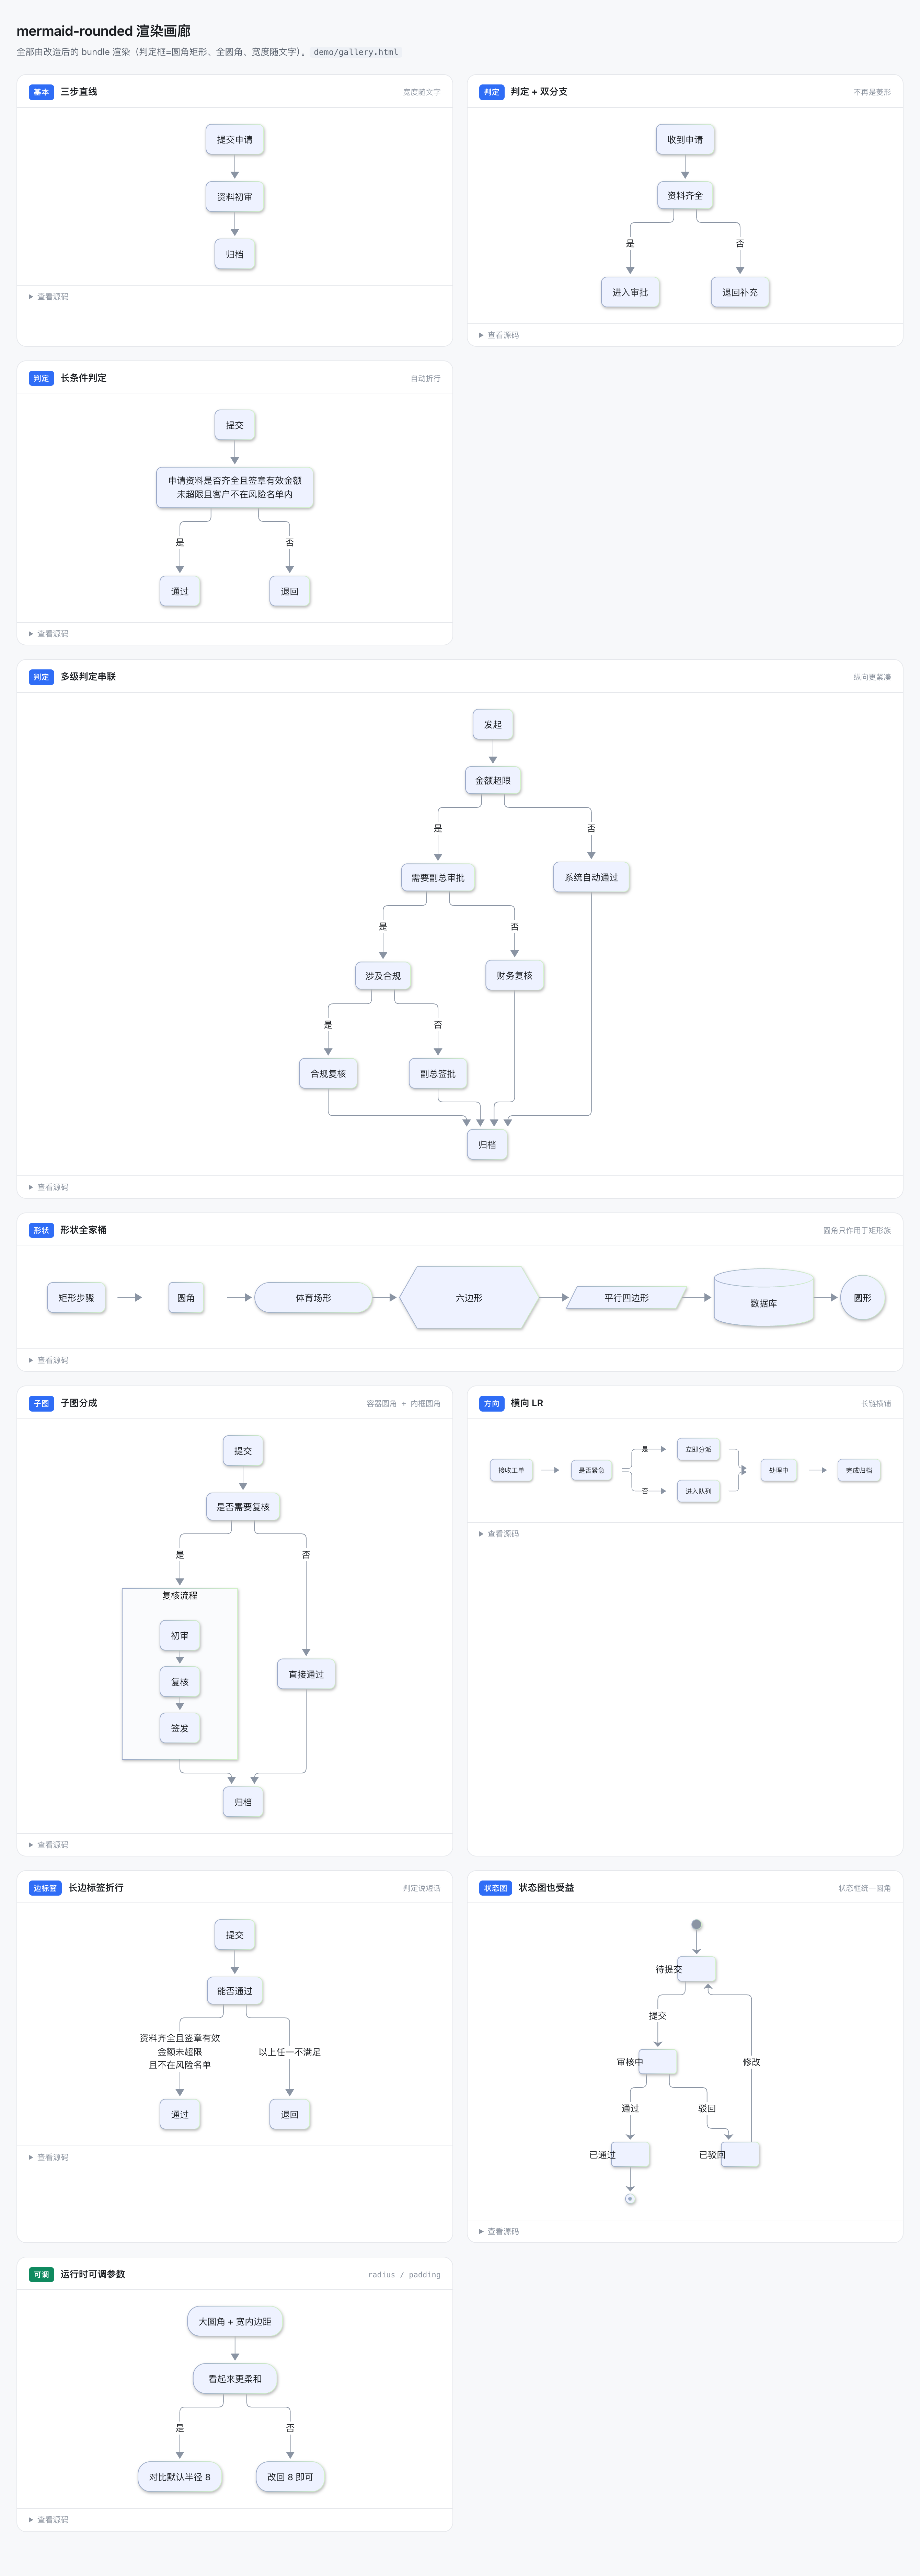 mermaid-rounded 渲染画廊
全部由改造后的 bundle 渲染（判定框=圆角矩形、全圆角、宽度随文字）。 demo/gallery.html
基本 三步直线 宽度随文字
提交申请
资料初审
归档
▶ 查看源码
判定 判定 + 双分支 不再是菱形
收到申请
资料齐全
是 否
进入审批 退回补充
▶ 查看源码
判定 长条件判定 自动折行
提交
申请资料是否齐全且签章有效金额
未超限且客户不在风险名单内
是 否
通过 退回
▶ 查看源码
判定 多级判定串联 纵向更紧凑
发起
金额超限
是 否
需要副总审批 系统自动通过
是 否
涉及合规 财务复核
是 否
合规复核 副总签批
归档
▶ 查看源码
形状 形状全家桶 圆角只作用于矩形族
矩形步骤 圆角 体育场形 六边形 平行四边形 数据库 圆形
▶ 查看源码
子图 子图分成 容器圆角 + 内框圆角
提交
是否需要复核
是 否
复核流程
初审
复核
签发
直接通过
归档
▶ 查看源码
方向 横向 LR 长链横铺
接收工单 是否紧急 是 立即分派 处理中 完成归档
否 进入队列
▶ 查看源码
边标签 长边标签折行 判定说短话
提交
能否通过
资料齐全且签章有效
金额未超限
且不在风险名单
以上任一不满足
通过 退回
▶ 查看源码
状态图 状态图也受益 状态框统一圆角
待提交
提交
审核中 修改
通过 驳回
已通过 已驳回
▶ 查看源码
可调 运行时可调参数 radius / padding
大圆角 + 宽内边距
看起来更柔和
是 否
对比默认半径 8 改回 8 即可
▶ 查看源码